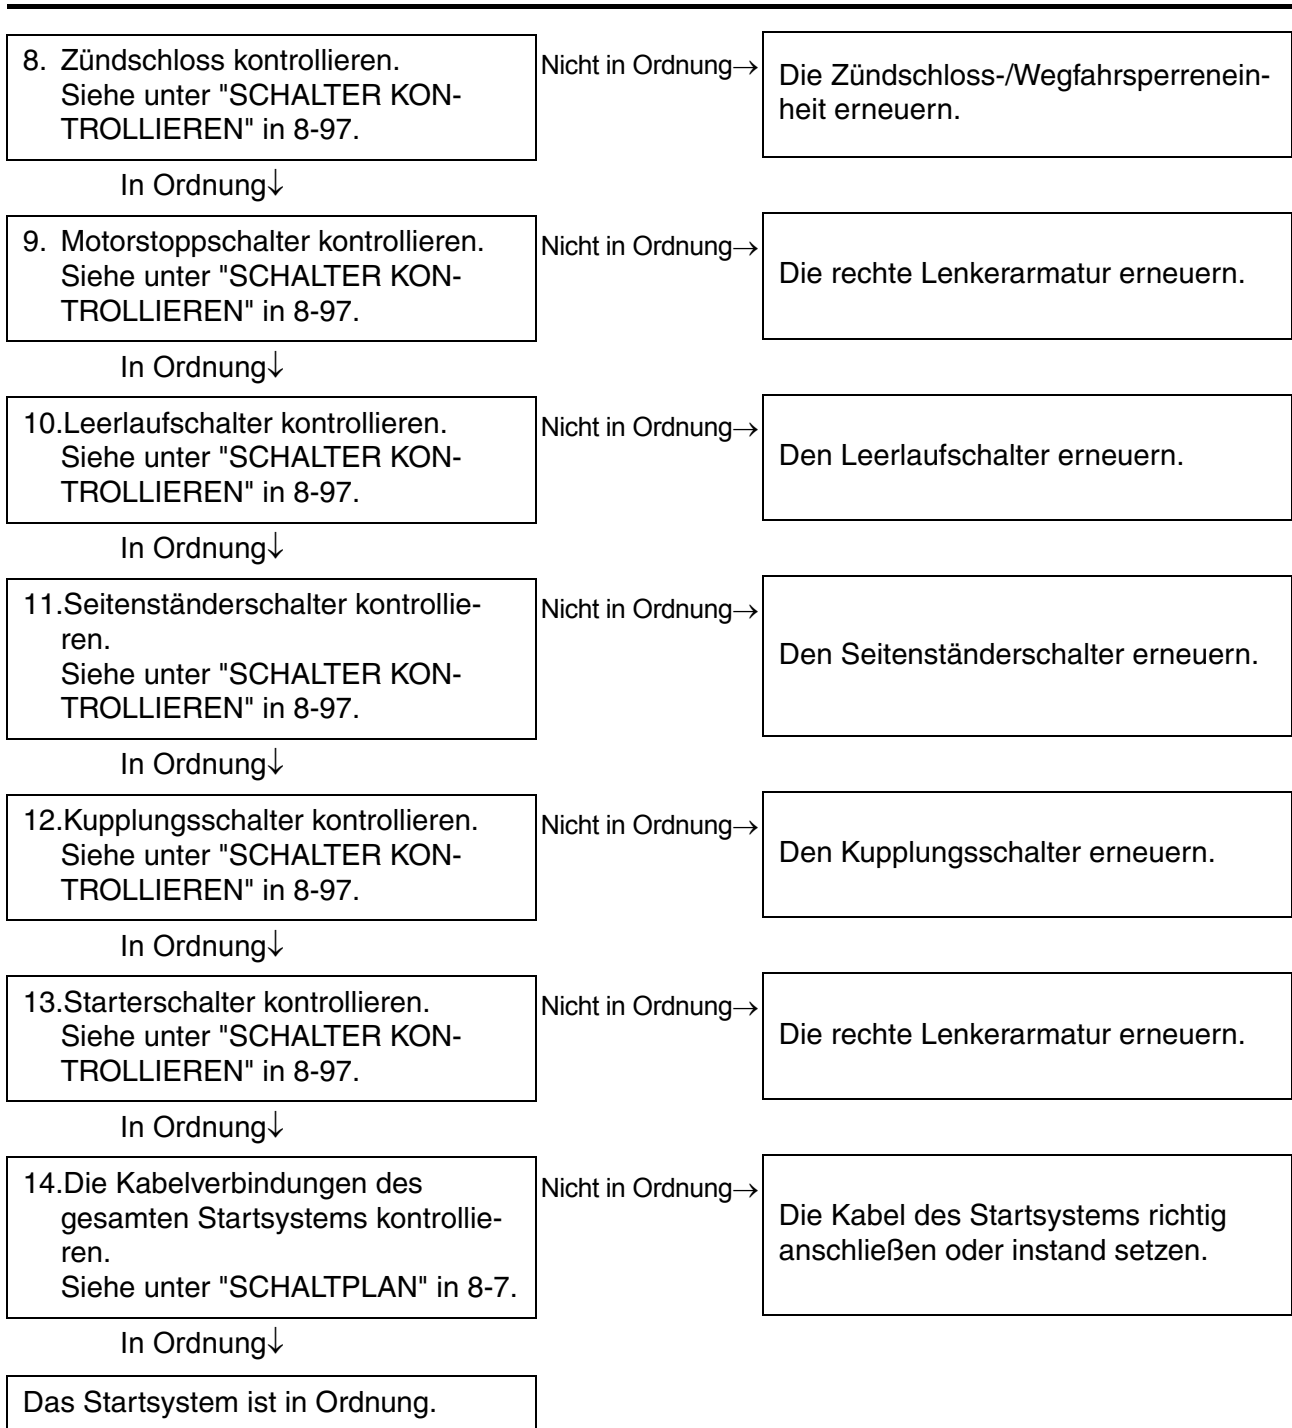 8. Zündschloss kontrollieren.
Siehe unter "SCHALTER KON-
TROLLIEREN" in 8-97.
Nicht in Ordnung→
Die Zündschloss-/Wegfahrsperrenein-
heit erneuern.
In Ordnung↓
9. Motorstoppschalter kontrollieren.
Siehe unter "SCHALTER KON-
TROLLIEREN" in 8-97.
Nicht in Ordnung→
Die rechte Lenkerarmatur erneuern.
In Ordnung↓
10.Leerlaufschalter kontrollieren.
Siehe unter "SCHALTER KON-
TROLLIEREN" in 8-97.
Nicht in Ordnung→
Den Leerlaufschalter erneuern.
In Ordnung↓
11.Seitenständerschalter kontrollie-
ren.
Siehe unter "SCHALTER KON-
TROLLIEREN" in 8-97.
Nicht in Ordnung→
Den Seitenständerschalter erneuern.
In Ordnung↓
12.Kupplungsschalter kontrollieren.
Siehe unter "SCHALTER KON-
TROLLIEREN" in 8-97.
Nicht in Ordnung→
Den Kupplungsschalter erneuern.
In Ordnung↓
13.Starterschalter kontrollieren.
Siehe unter "SCHALTER KON-
TROLLIEREN" in 8-97.
Nicht in Ordnung→
Die rechte Lenkerarmatur erneuern.
In Ordnung↓
14.Die Kabelverbindungen des
gesamten Startsystems kontrollie-
ren.
Siehe unter "SCHALTPLAN" in 8-7.
Nicht in Ordnung→
Die Kabel des Startsystems richtig
anschließen oder instand setzen.
In Ordnung↓
Das Startsystem ist in Ordnung.